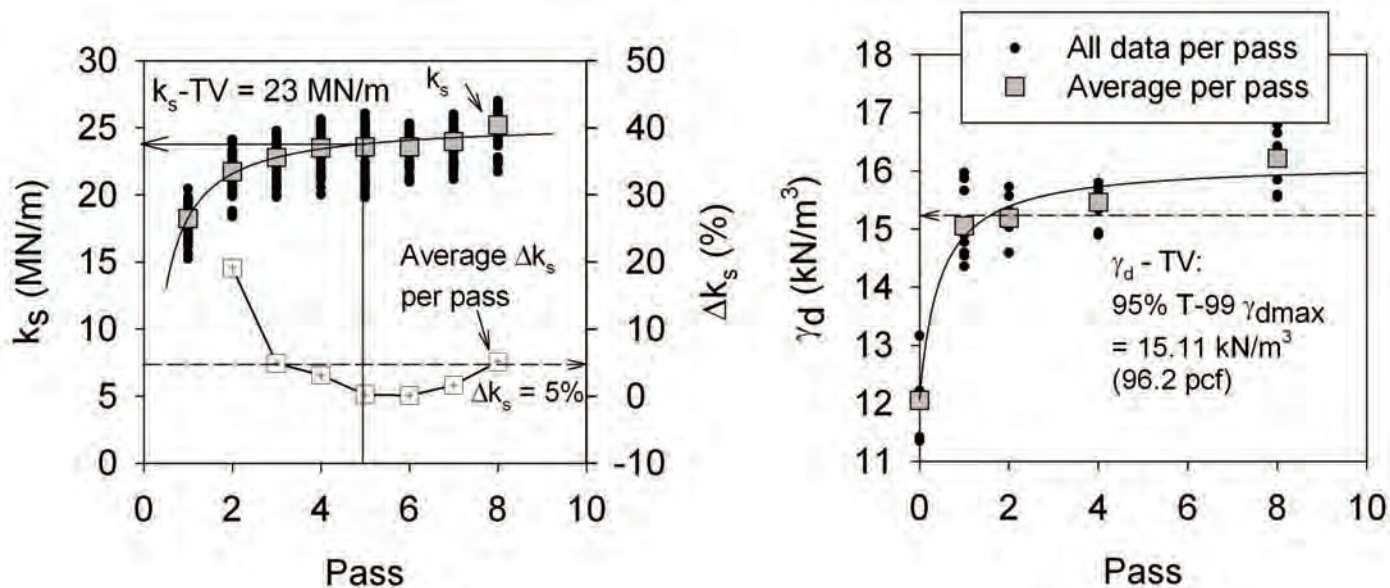 30
25
20
15
10
5
0
k_s (MN/m)
k_s-TV = 23 MN/m
k_s
Average Δk_s
per pass
Δk_s = 5%
50
40
30
20
10
0
-10
Δk_s (%)
0 2 4 6 8 10
Pass
All data per pass
Average per pass
18
17
16
15
14
13
12
11
γ_d (kN/m³)
γ_d - TV:
95% T-99 γ_dmax
= 15.11 kN/m³
(96.2 pcf)
0 2 4 6 8 10
Pass